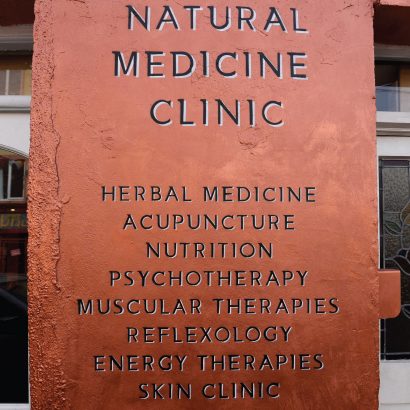 NATURAL
MEDICINE
CLINIC
HERBAL MEDICINE
ACUPUNCTURE
NUTRITION
PSYCHOTHERAPY
MUSCULAR THERAPIES
REFLEXOLOGY
ENERGY THERAPIES
SKIN CLINIC